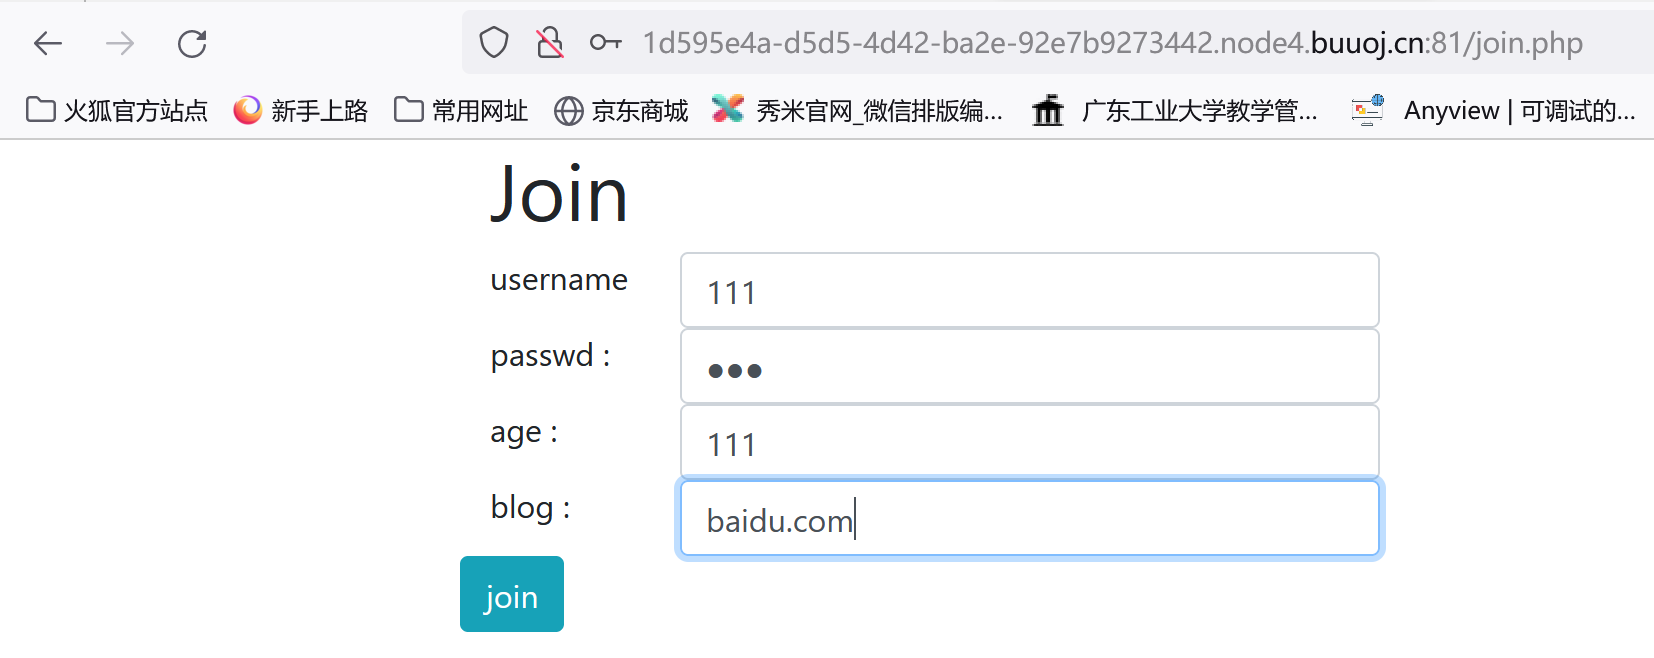 1d595e4a-d5d5-4d42-ba2e-92e7b9273442.node4.buuoj.cn:81/join.php
火狐官方站点 新手上路 常用网址 京东商城 秀米官网_微信排版编... 广东工业大学教学管... Anyview | 可调试的...
Join
username 111
passwd : ●●●
age : 111
blog : baidu.com
join